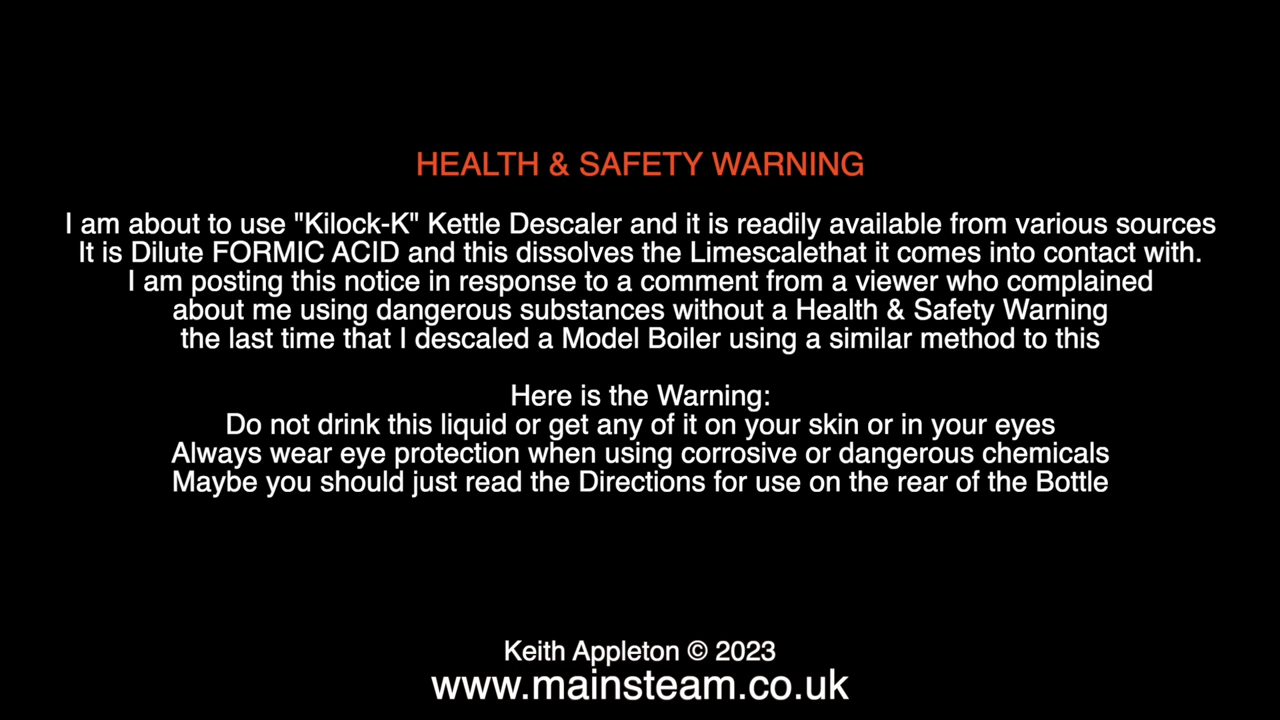 HEALTH & SAFETY WARNING
I am about to use "Kilock-K" Kettle Descaler and it is readily available from various sources
It is Dilute FORMIC ACID and this dissolves the Limescalethat it comes into contact with.
I am posting this notice in response to a comment from a viewer who complained
about me using dangerous substances without a Health & Safety Warning
the last time that I descaled a Model Boiler using a similar method to this
Here is the Warning:
Do not drink this liquid or get any of it on your skin or in your eyes
Always wear eye protection when using corrosive or dangerous chemicals
Maybe you should just read the Directions for use on the rear of the Bottle
Keith Appleton © 2023
www.mainsteam.co.uk